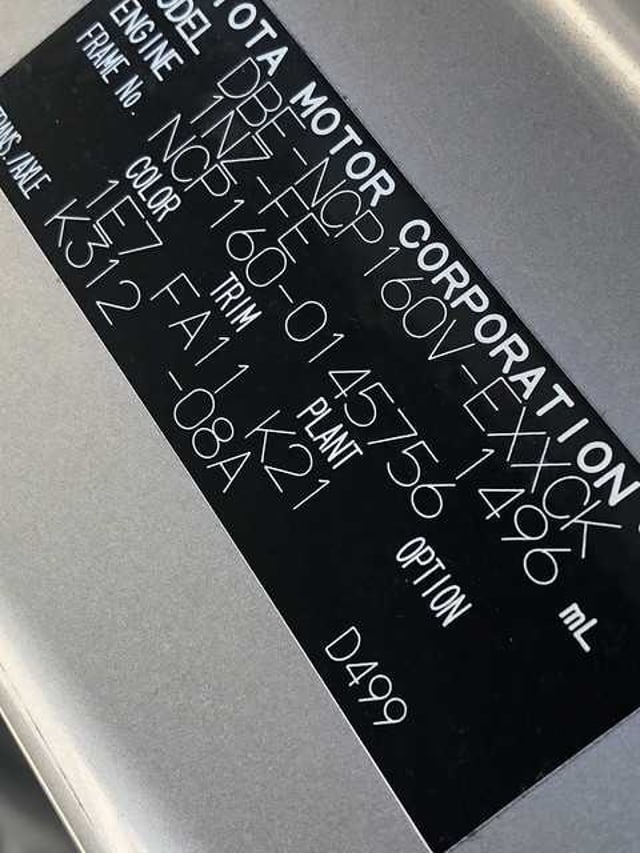 TOYOTA MOTOR CORPORATION
MODEL DBE-NCP160V-EXXCK
ENGINE 1NZ-FE 1496 mL
FRAME No. NCP160-0145756
COLOR TRIM PLANT OPTION
1E7 FA11 K21 D499
TRANS./AXLE K312 -08A